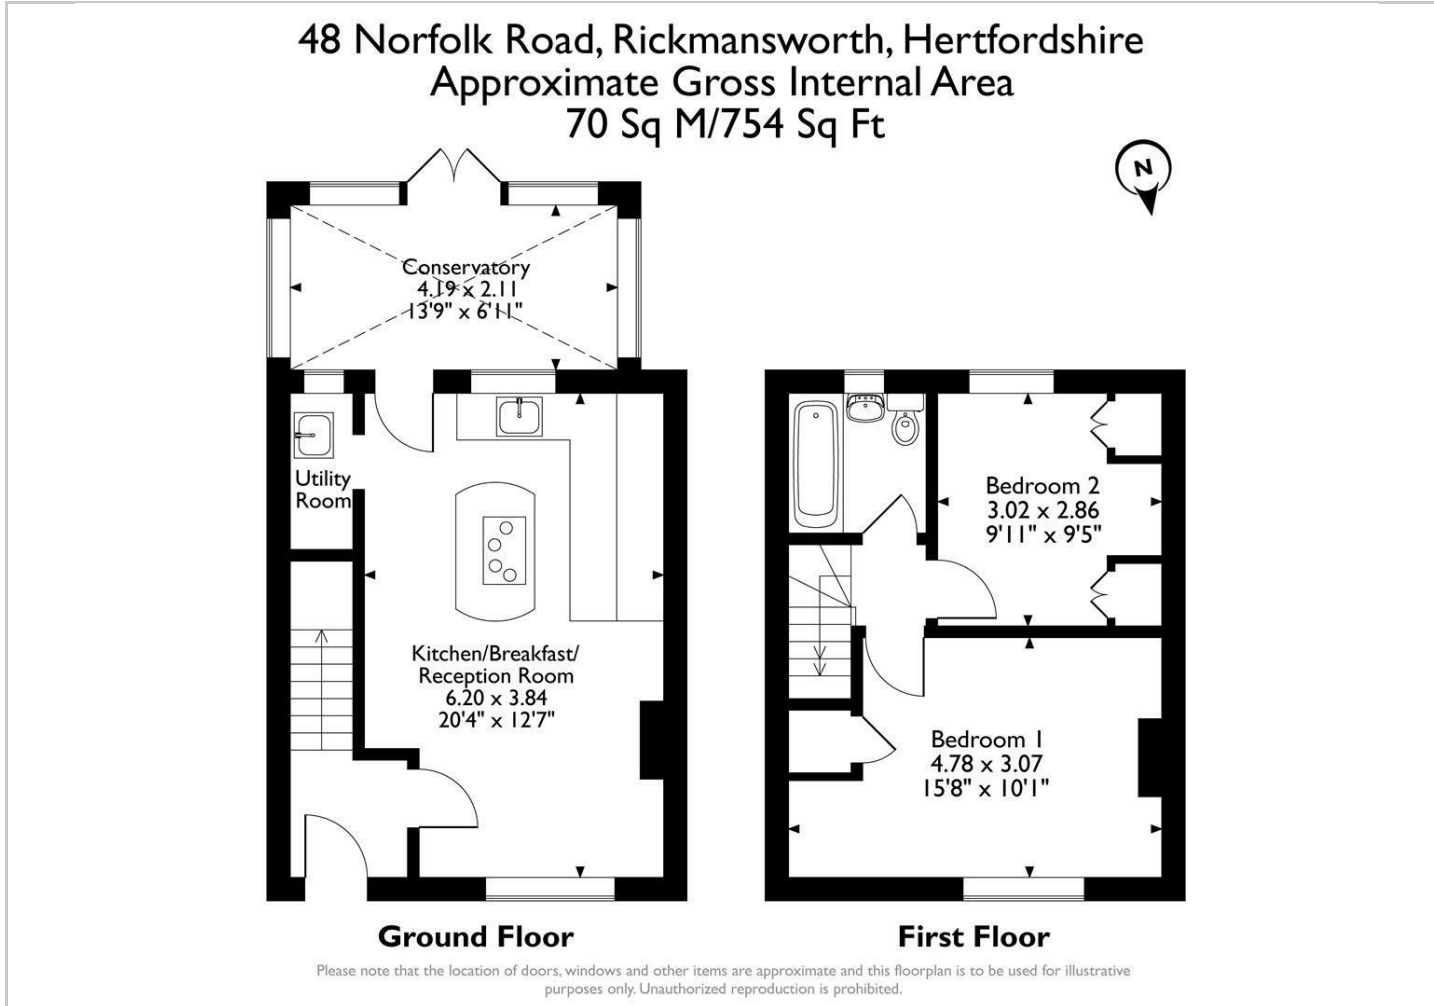 48 Norfolk Road, Rickmansworth, Hertfordshire
Approximate Gross Internal Area
70 Sq M/754 Sq Ft
N
Conservatory
4.19 x 2.11
13'9" x 6'11"
Utility
Room
Kitchen/Breakfast/
Reception Room
6.20 x 3.84
20'4" x 12'7"
Bedroom 2
3.02 x 2.86
9'11" x 9'5"
Bedroom 1
4.78 x 3.07
15'8" x 10'1"
Ground Floor
First Floor
Please note that the location of doors, windows and other items are approximate and this floorplan is to be used for illustrative
purposes only. Unauthorized reproduction is prohibited.